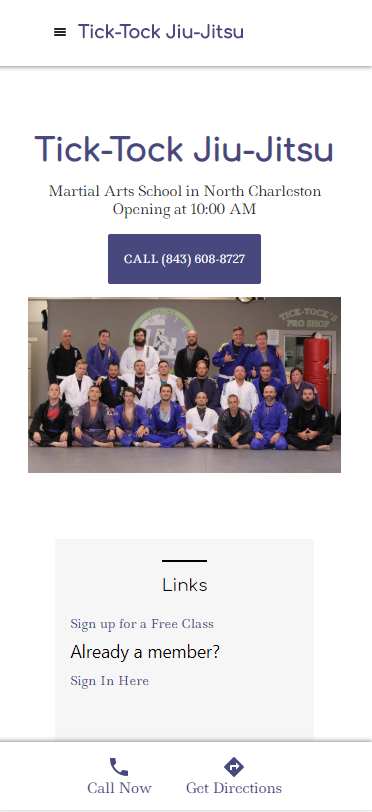 Tick-Tock Jiu-Jitsu
Tick-Tock Jiu-Jitsu
Martial Arts School in North Charleston
Opening at 10:00 AM
CALL (843) 608-8727
TICK-TOCK'S
PRO SHOP
Links
Sign up for a Free Class
Already a member?
Sign In Here
Call Now
Get Directions